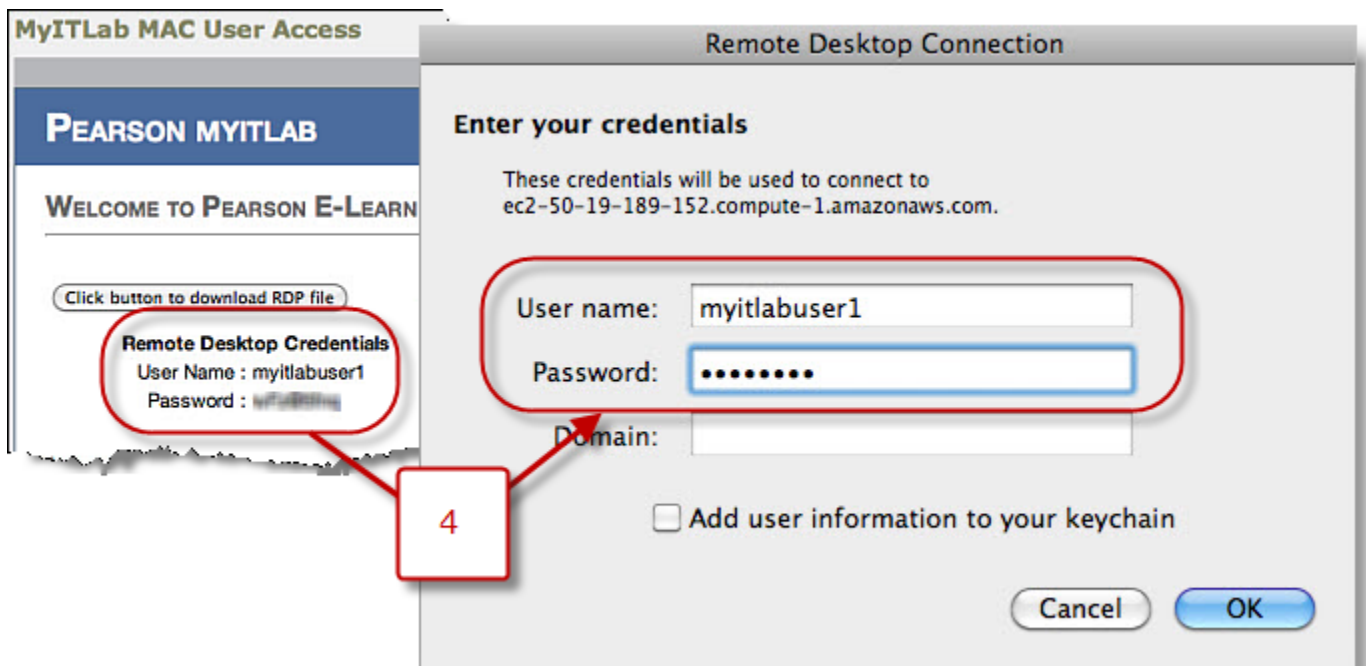 MyITLab MAC User Access
PEARSON MYITLAB
WELCOME TO PEARSON E-LEARN
Click button to download RDP file
Remote Desktop Credentials
User Name : myitlabuser1
Password :
4
Remote Desktop Connection
Enter your credentials
These credentials will be used to connect to
ec2-50-19-189-152.compute-1.amazonaws.com.
User name: myitlabuser1
Password: ••••••••
Domain:
Add user information to your keychain
Cancel OK